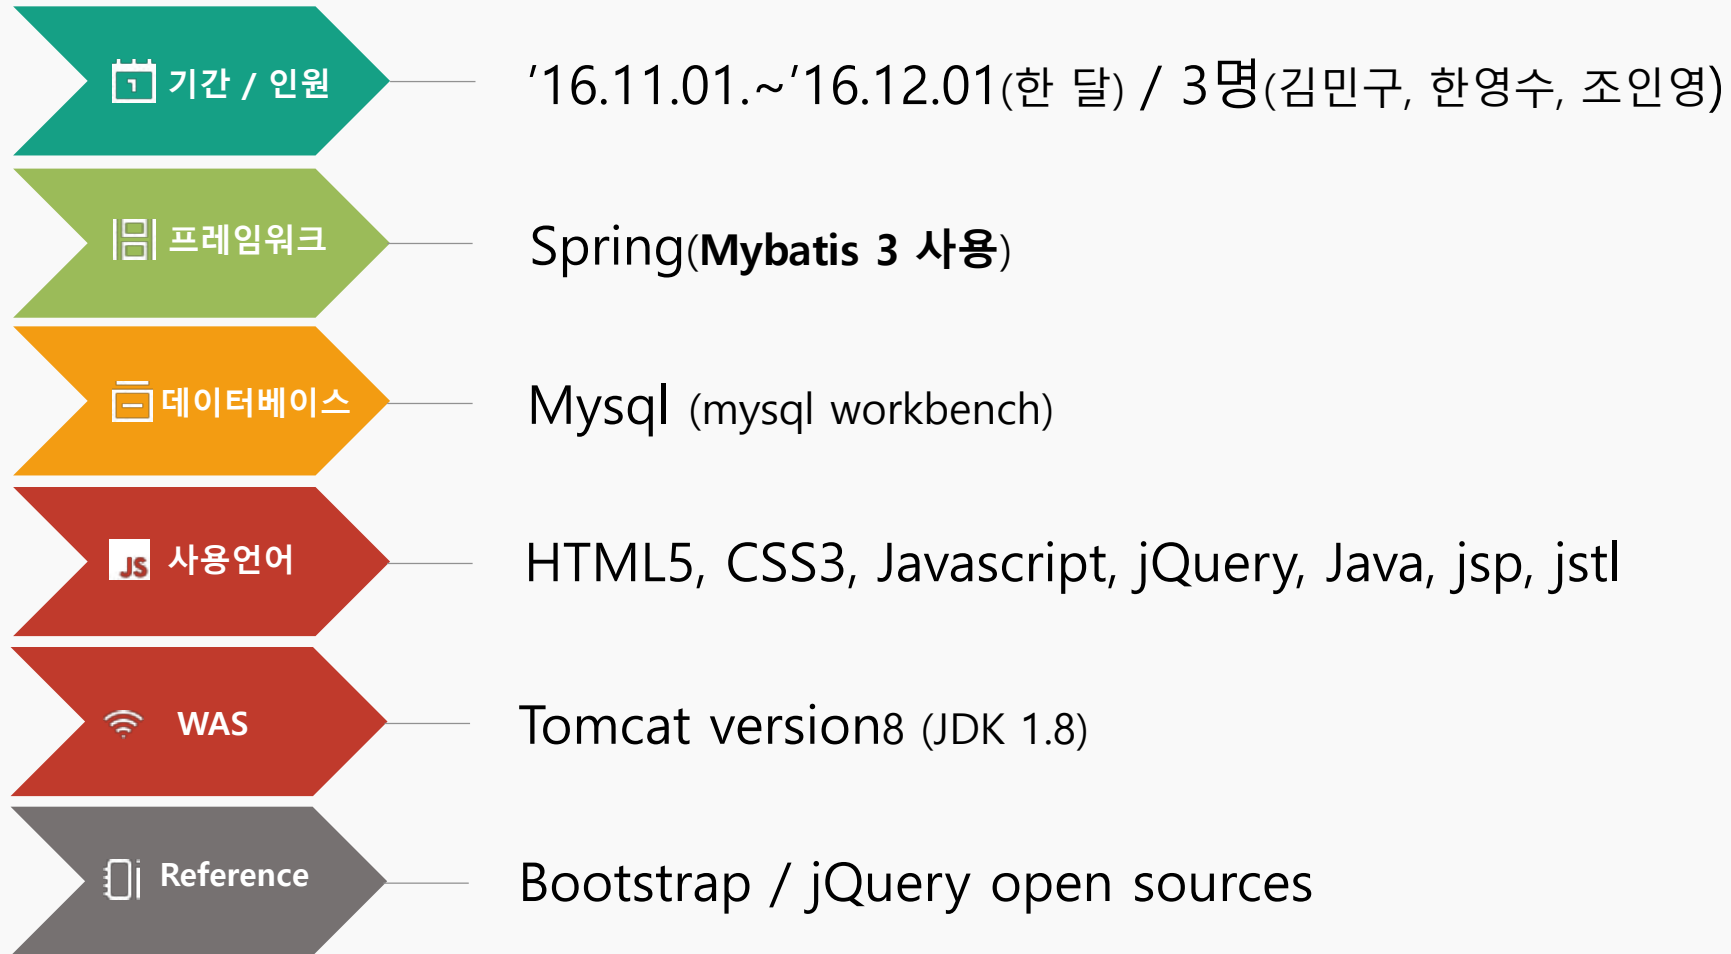 기간 / 인원 '16.11.01.~'16.12.01(한 달) / 3명(김민구, 한영수, 조인영)
프레임워크 Spring(Mybatis 3 사용)
데이터베이스 Mysql (mysql workbench)
JS 사용언어 HTML5, CSS3, Javascript, jQuery, Java, jsp, jstl
WAS Tomcat version8 (JDK 1.8)
Reference Bootstrap / jQuery open sources